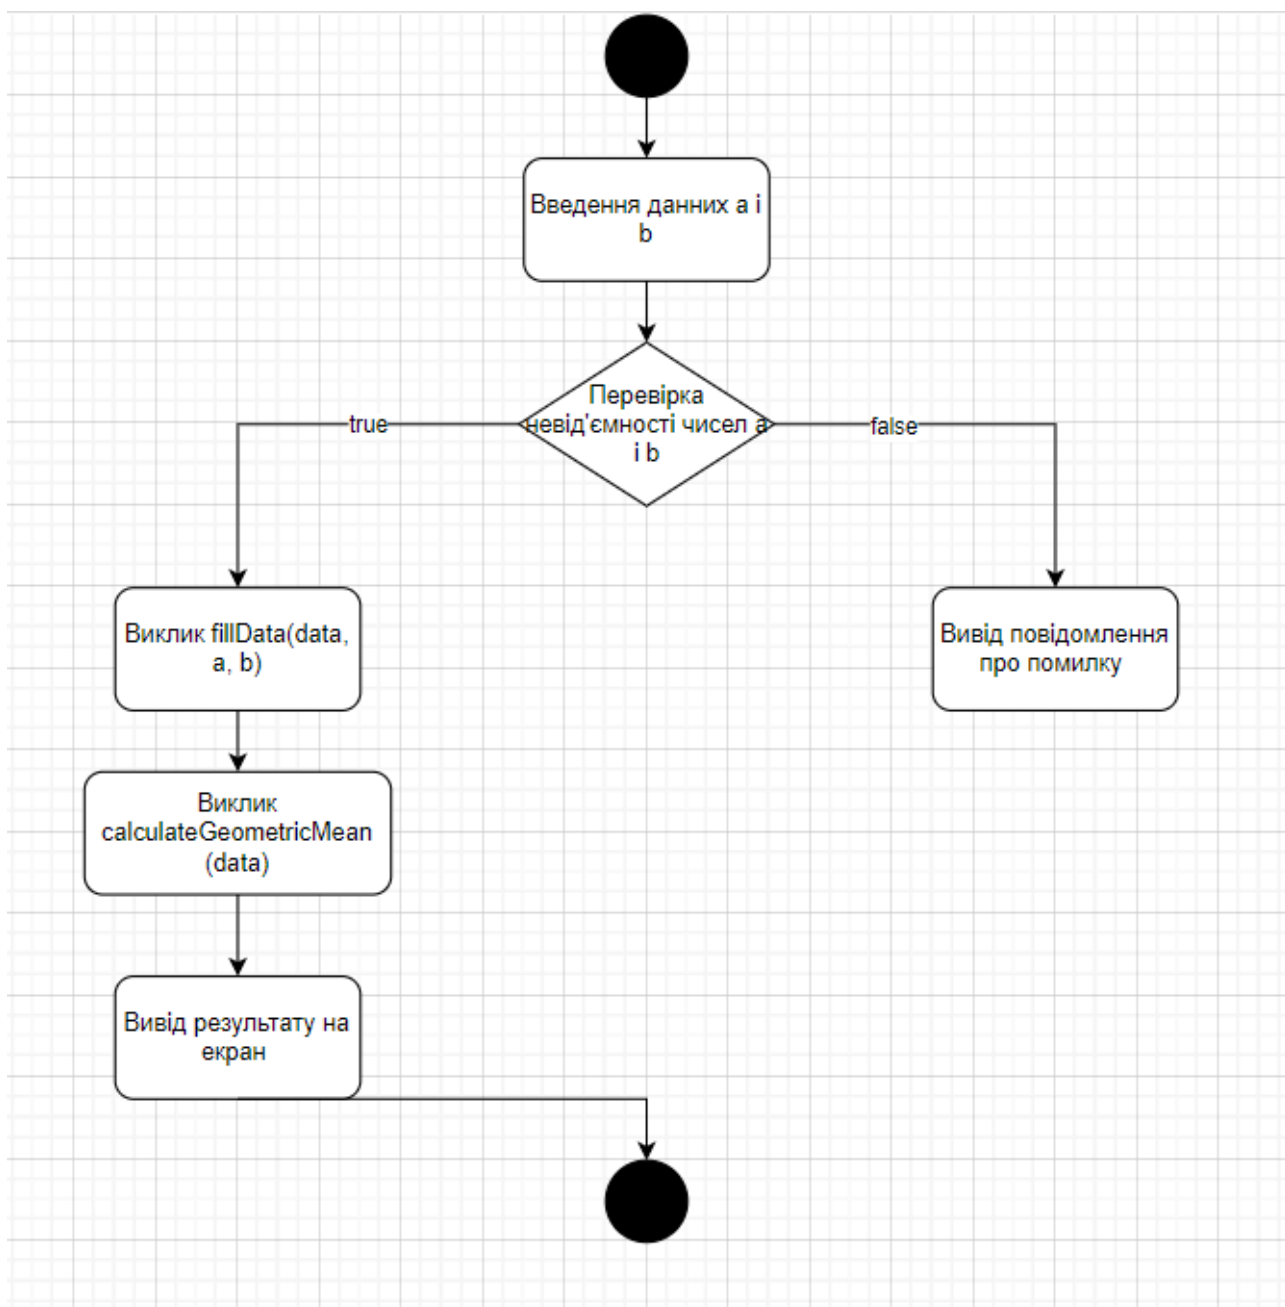 Введення данних a і
b
Перевірка
невід'ємності чисел a
i b
true
false
Виклик fillData(data,
a, b)
Вивід повідомлення
про помилку
Виклик
calculateGeometricMean
(data)
Вивід результату на
екран